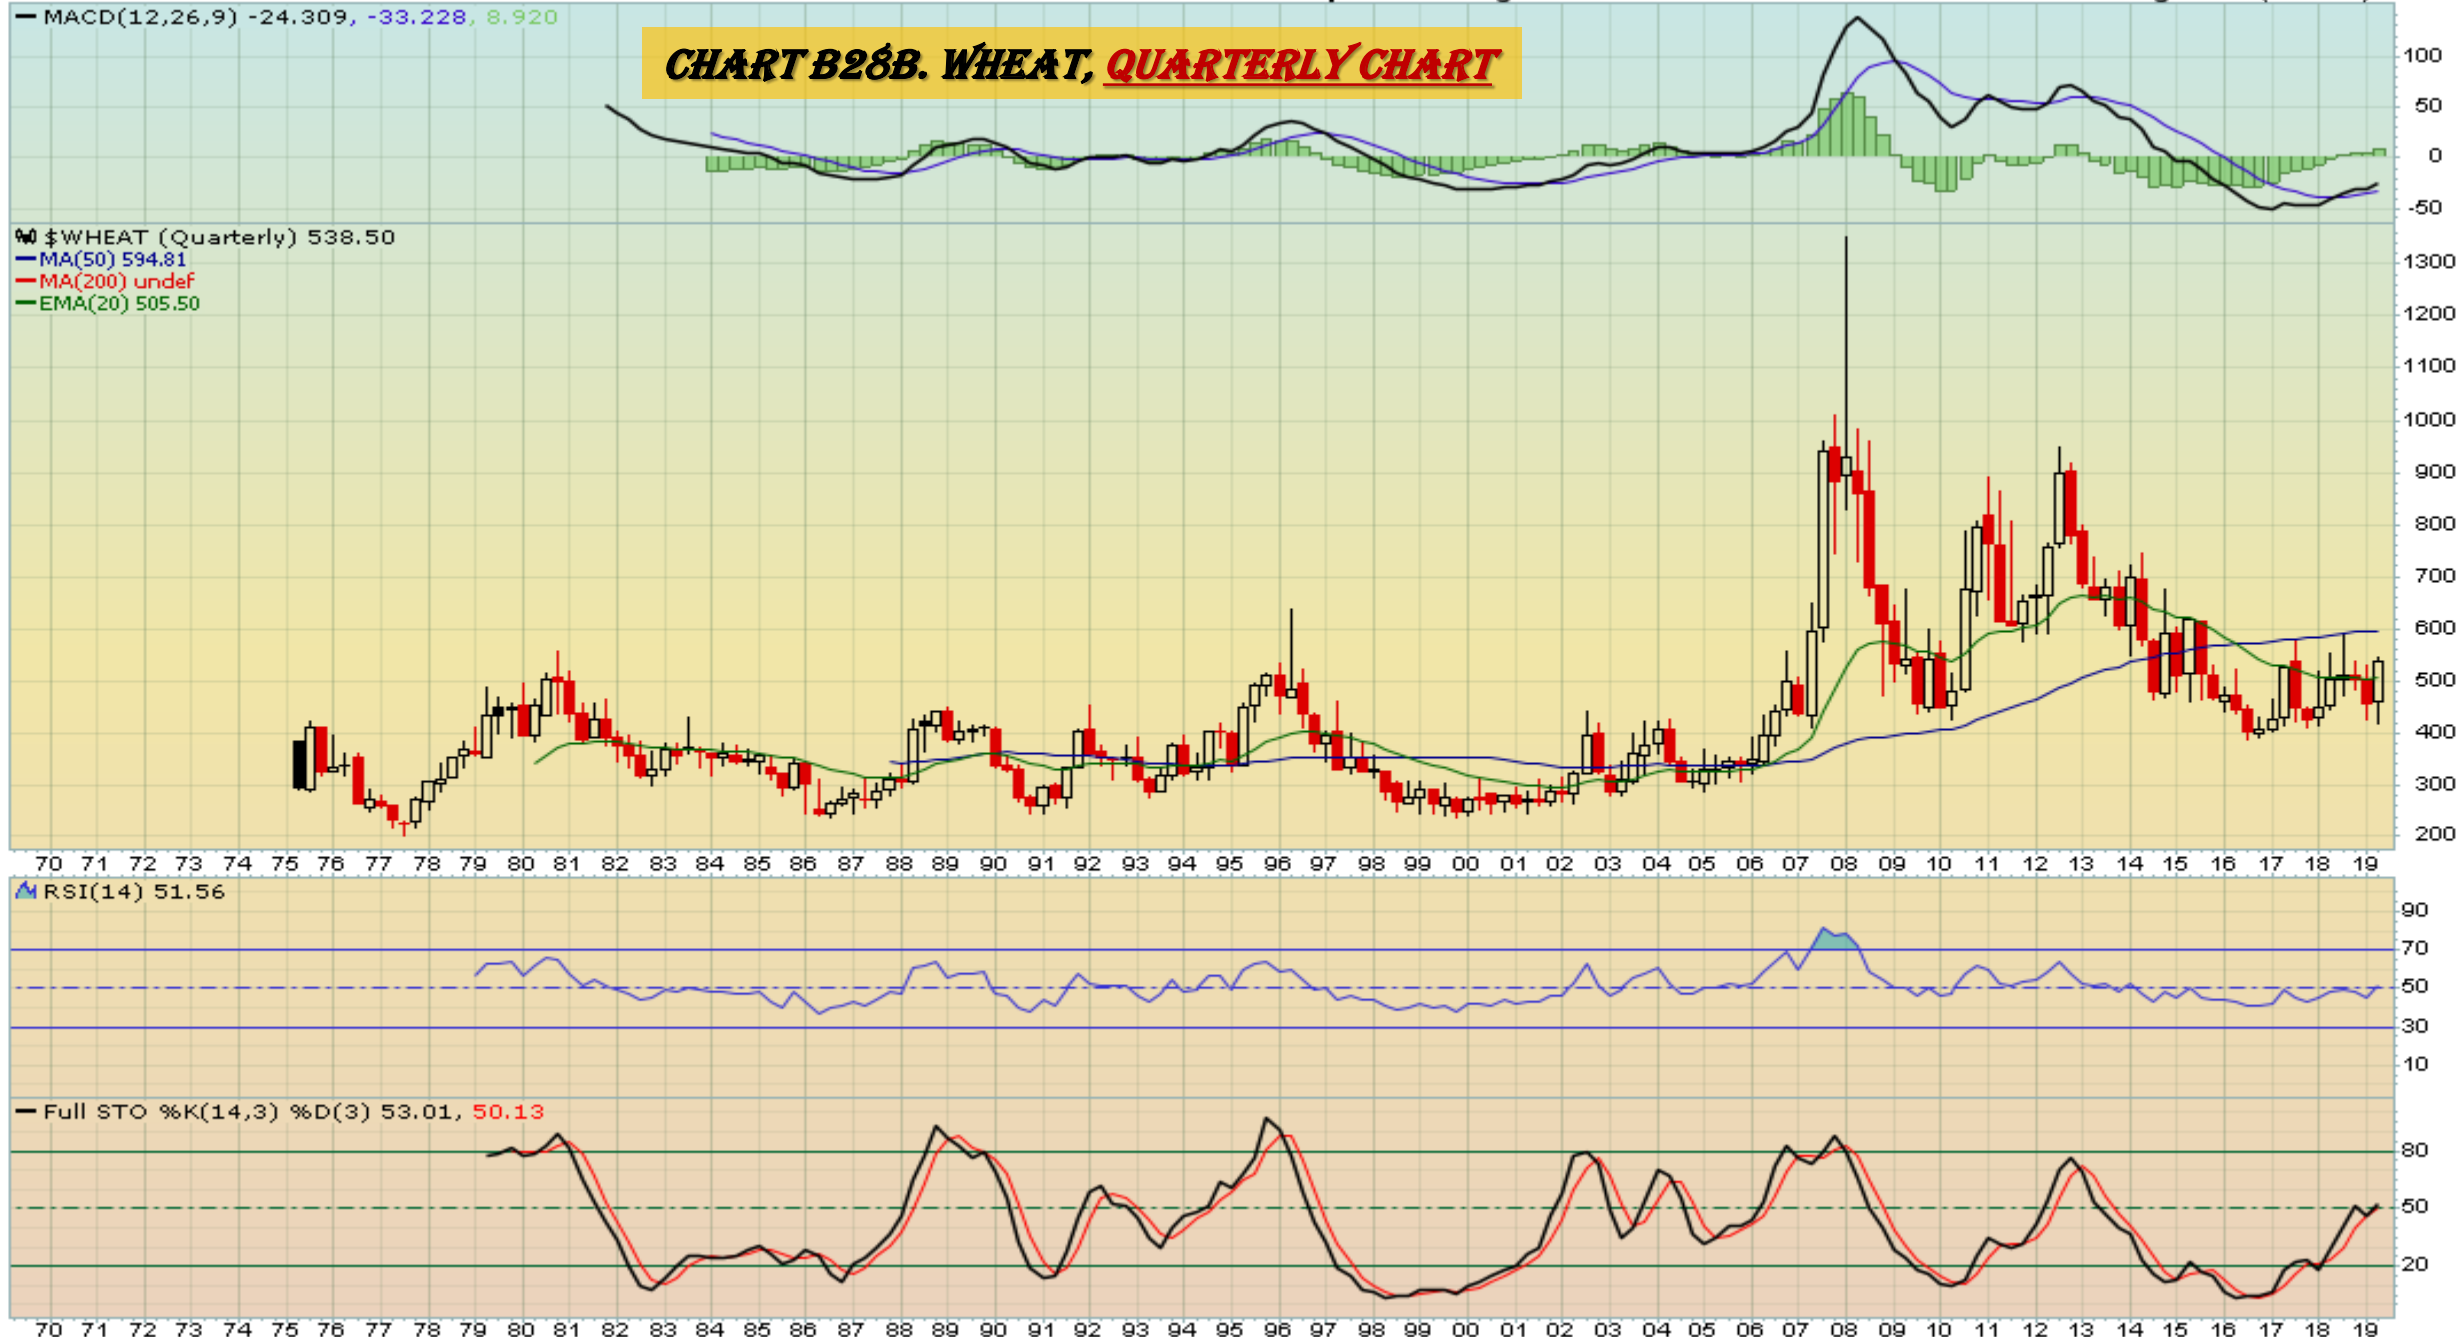 MACD(12,26,9) -24.309, -33.228, 8.920
CHART B28B. WHEAT, QUARTERLY CHART
100
50
0
-50
$WHEAT (Quarterly) 538.50
MA(50) 594.81
MA(200) undef
EMA(20) 505.50
1300
1200
1100
1000
900
800
700
600
500
400
300
200
70 71 72 73 74 75 76 77 78 79 80 81 82 83 84 85 86 87 88 89 90 91 92 93 94 95 96 97 98 99 00 01 02 03 04 05 06 07 08 09 10 11 12 13 14 15 16 17 18 19
RSI(14) 51.56
90
70
50
30
10
Full STO %K(14,3) %D(3) 53.01, 50.13
80
50
20
70 71 72 73 74 75 76 77 78 79 80 81 82 83 84 85 86 87 88 89 90 91 92 93 94 95 96 97 98 99 00 01 02 03 04 05 06 07 08 09 10 11 12 13 14 15 16 17 18 19